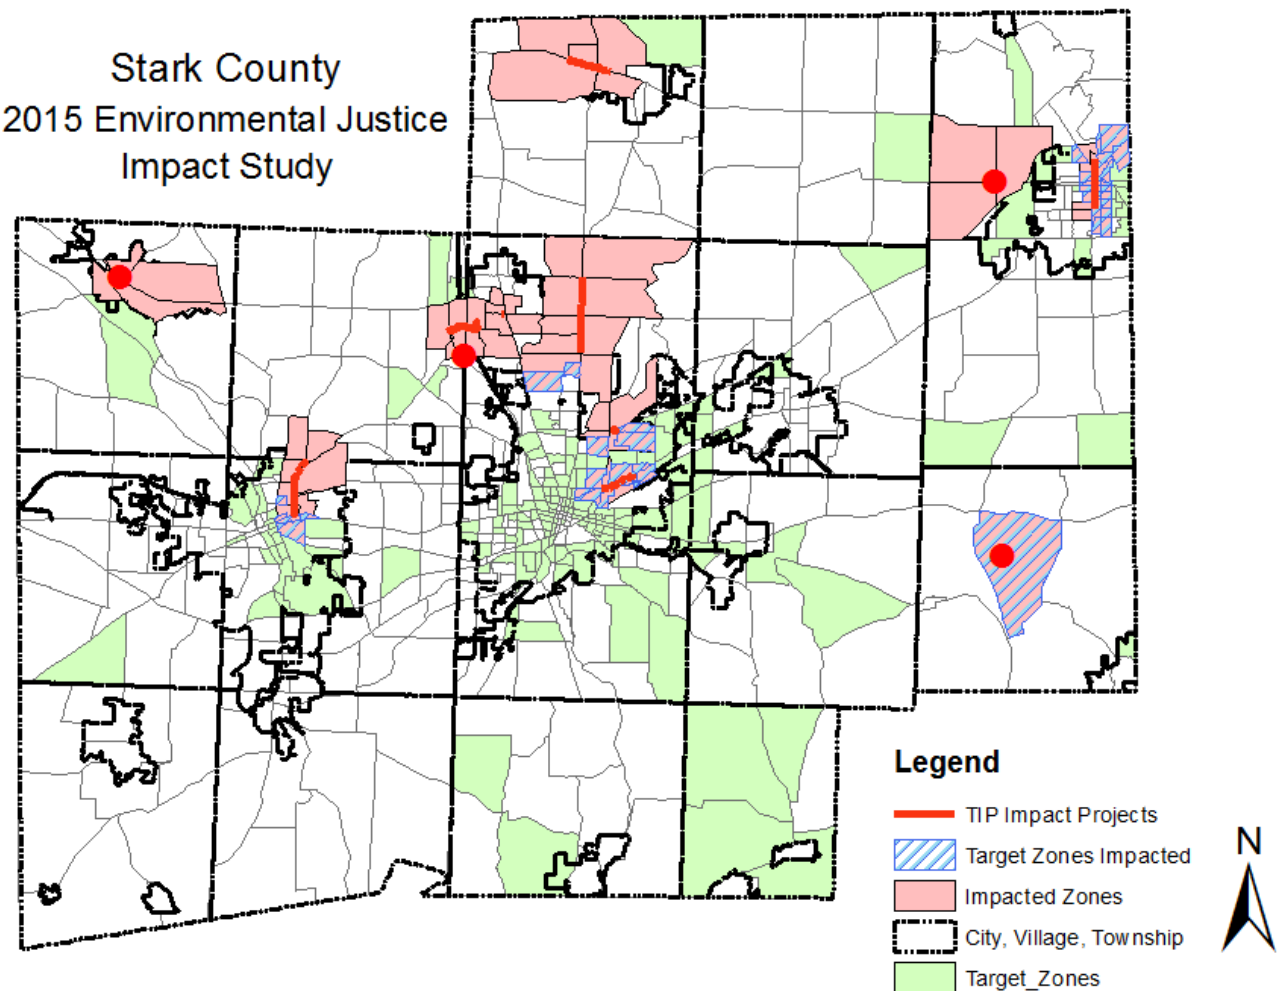 Stark County
2015 Environmental Justice
Impact Study
Legend
TIP Impact Projects
Target Zones Impacted
Impacted Zones
City, Village, Township
Target_Zones
N